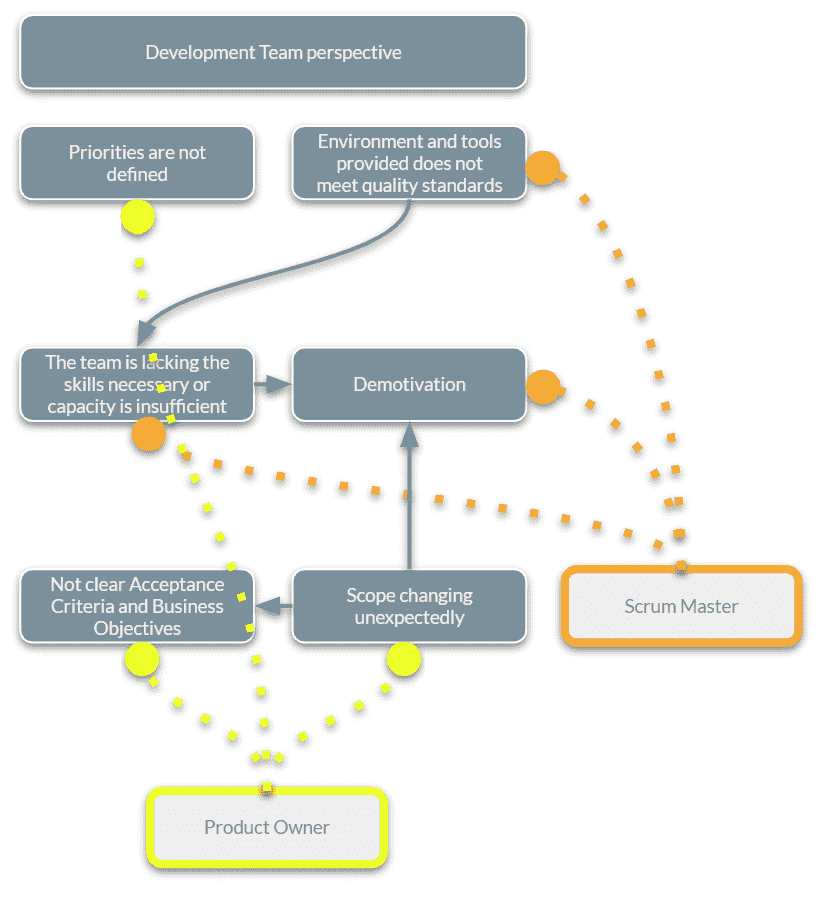 Development Team perspective
Priorities are not
defined
Environment and tools
provided does not
meet quality standards
The team is lacking the
skills necessary or
capacity is insufficient
Demotivation
Not clear Acceptance
Criteria and Business
Objectives
Scope changing
unexpectedly
Scrum Master
Product Owner